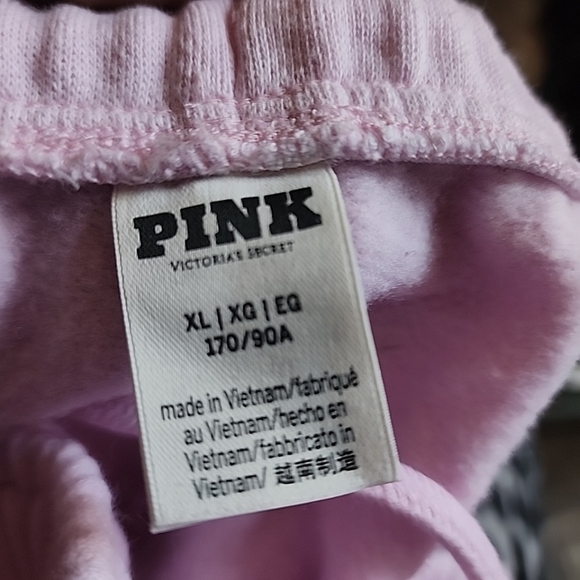 PINK
VICTORIA'S SECRET
XL | XG | EG
170/90A
made in Vietnam/fabriqué
au Vietnam/hecho en
Vietnam/fabbricato in
Vietnam/ 越南制造